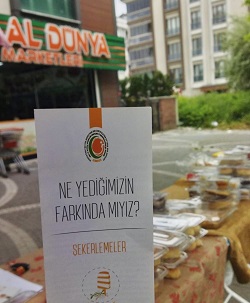 AL DÜNYA
MARKETLERİ
NE YEDİĞİMİZİN
FARKINDA MIYIZ?
ŞEKERLEMELER